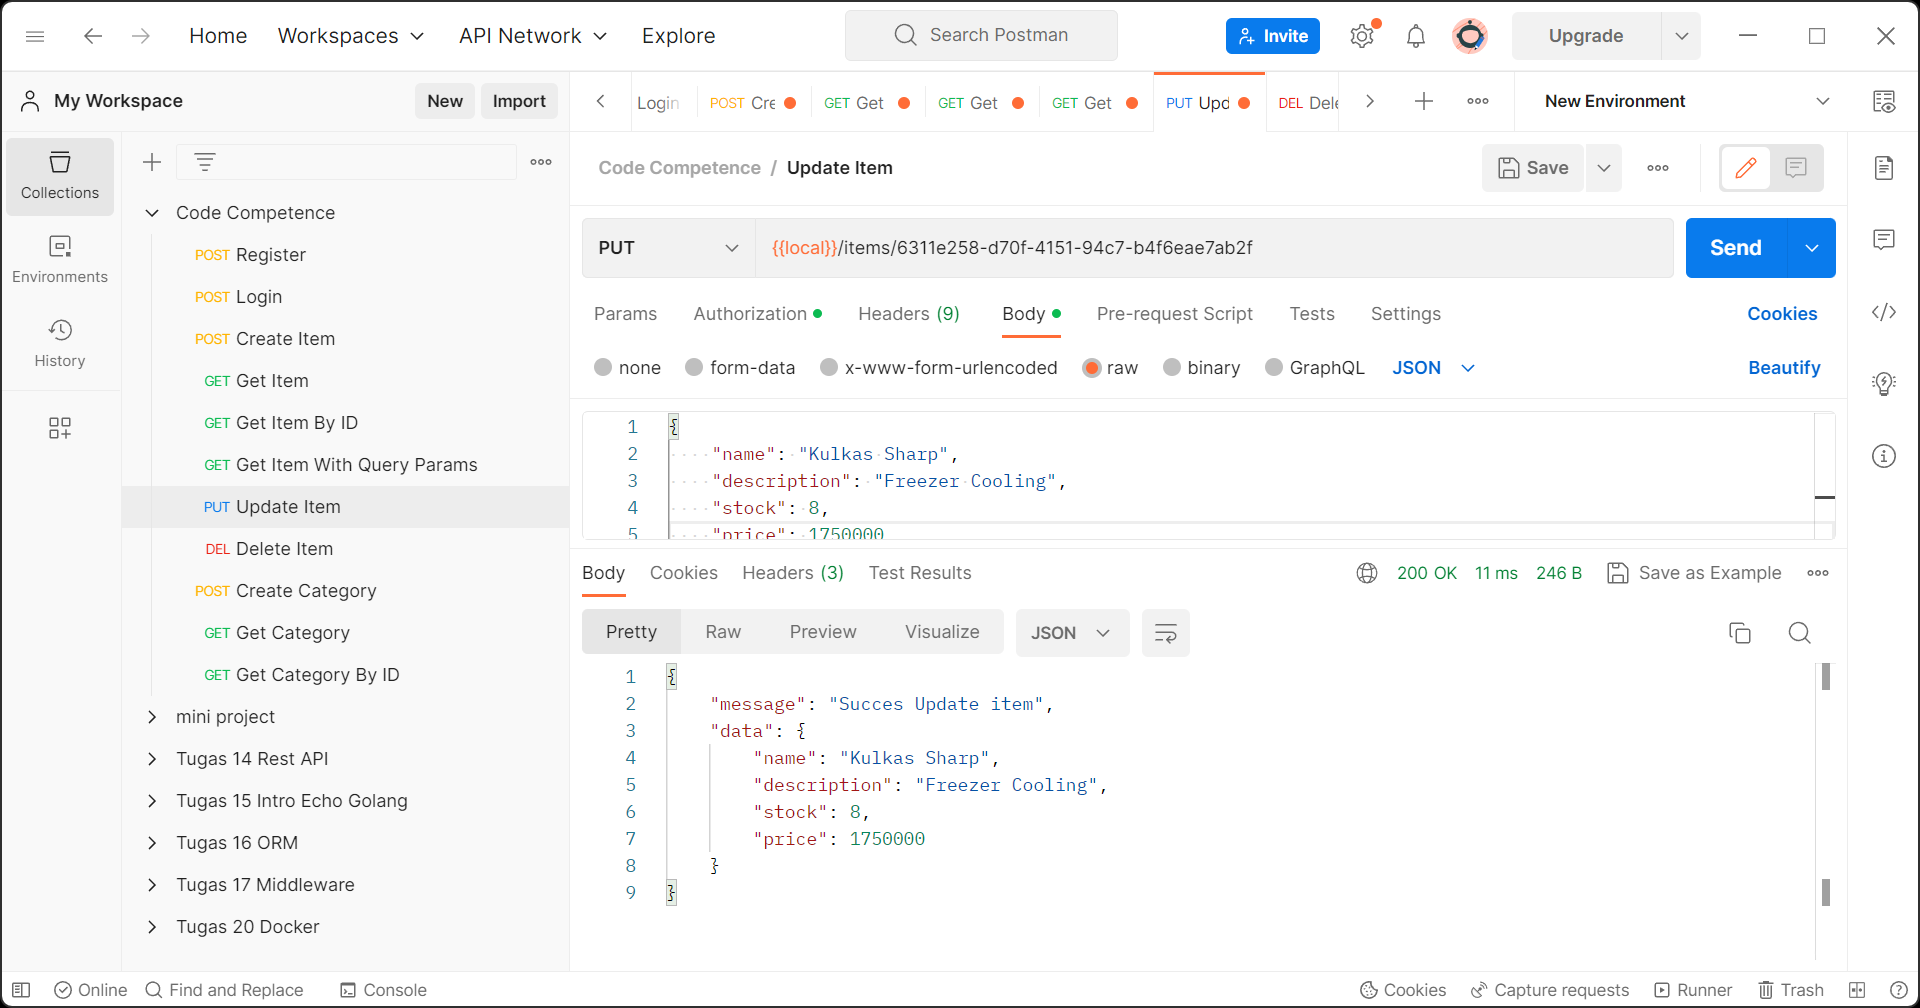 Home Workspaces API Network Explore Search Postman Invite Upgrade
My Workspace New Import
Login POST Cre GET Get GET Get GET Get PUT Upd DEL Dele New Environment
Collections
Environments
History
Code Competence
POST Register
POST Login
POST Create Item
GET Get Item
GET Get Item By ID
GET Get Item With Query Params
PUT Update Item
DEL Delete Item
POST Create Category
GET Get Category
GET Get Category By ID
mini project
Tugas 14 Rest API
Tugas 15 Intro Echo Golang
Tugas 16 ORM
Tugas 17 Middleware
Tugas 20 Docker
Code Competence / Update Item Save
PUT {{local}}/items/6311e258-d70f-4151-94c7-b4f6eae7ab2f Send
Params Authorization Headers (9) Body Pre-request Script Tests Settings Cookies
none form-data x-www-form-urlencoded raw binary GraphQL JSON Beautify
1 {
2 "name": "Kulkas Sharp",
3 "description": "Freezer Cooling",
4 "stock": 8,
5 "price": 1750000
Body Cookies Headers (3) Test Results 200 OK 11 ms 246 B Save as Example
Pretty Raw Preview Visualize JSON
1 {
2 "message": "Succes Update item",
3 "data": {
4 "name": "Kulkas Sharp",
5 "description": "Freezer Cooling",
6 "stock": 8,
7 "price": 1750000
8 }
9 }
Online Find and Replace Console Cookies Capture requests Runner Trash